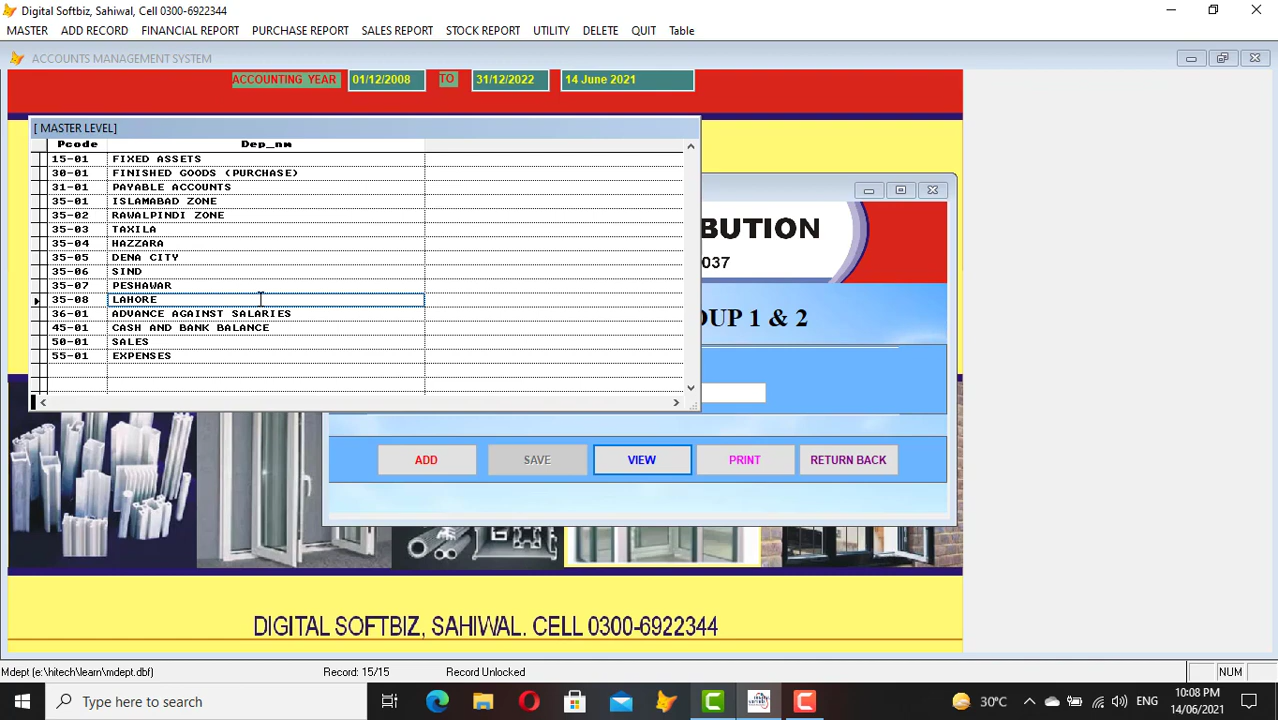 Digital Softbiz, Sahiwal, Cell 0300-6922344
MASTER ADD RECORD FINANCIAL REPORT PURCHASE REPORT SALES REPORT STOCK REPORT UTILITY DELETE QUIT Table
ACCOUNTS MANAGEMENT SYSTEM
ACCOUNTING YEAR 01/12/2008 TO 31/12/2022 14 June 2021
[ MASTER LEVEL]
Pcode Dep_nm
15-01 FIXED ASSETS
30-01 FINISHED GOODS (PURCHASE)
31-01 PAYABLE ACCOUNTS
35-01 ISLAMABAD ZONE
35-02 RAWALPINDI ZONE
35-03 TAXILA
35-04 HAZZARA
35-05 DENA CITY
35-06 SIND
35-07 PESHAWAR
35-08 LAHORE
36-01 ADVANCE AGAINST SALARIES
45-01 CASH AND BANK BALANCE
50-01 SALES
55-01 EXPENSES
BUTION
037
OUP 1 & 2
ADD SAVE VIEW PRINT RETURN BACK
DIGITAL SOFTBIZ, SAHIWAL. CELL 0300-6922344
Mdept (e:\hitech\learn\mdept.dbf) Record: 15/15 Record Unlocked NUM
Type here to search
30°C
ENG
10:08 PM
14/06/2021